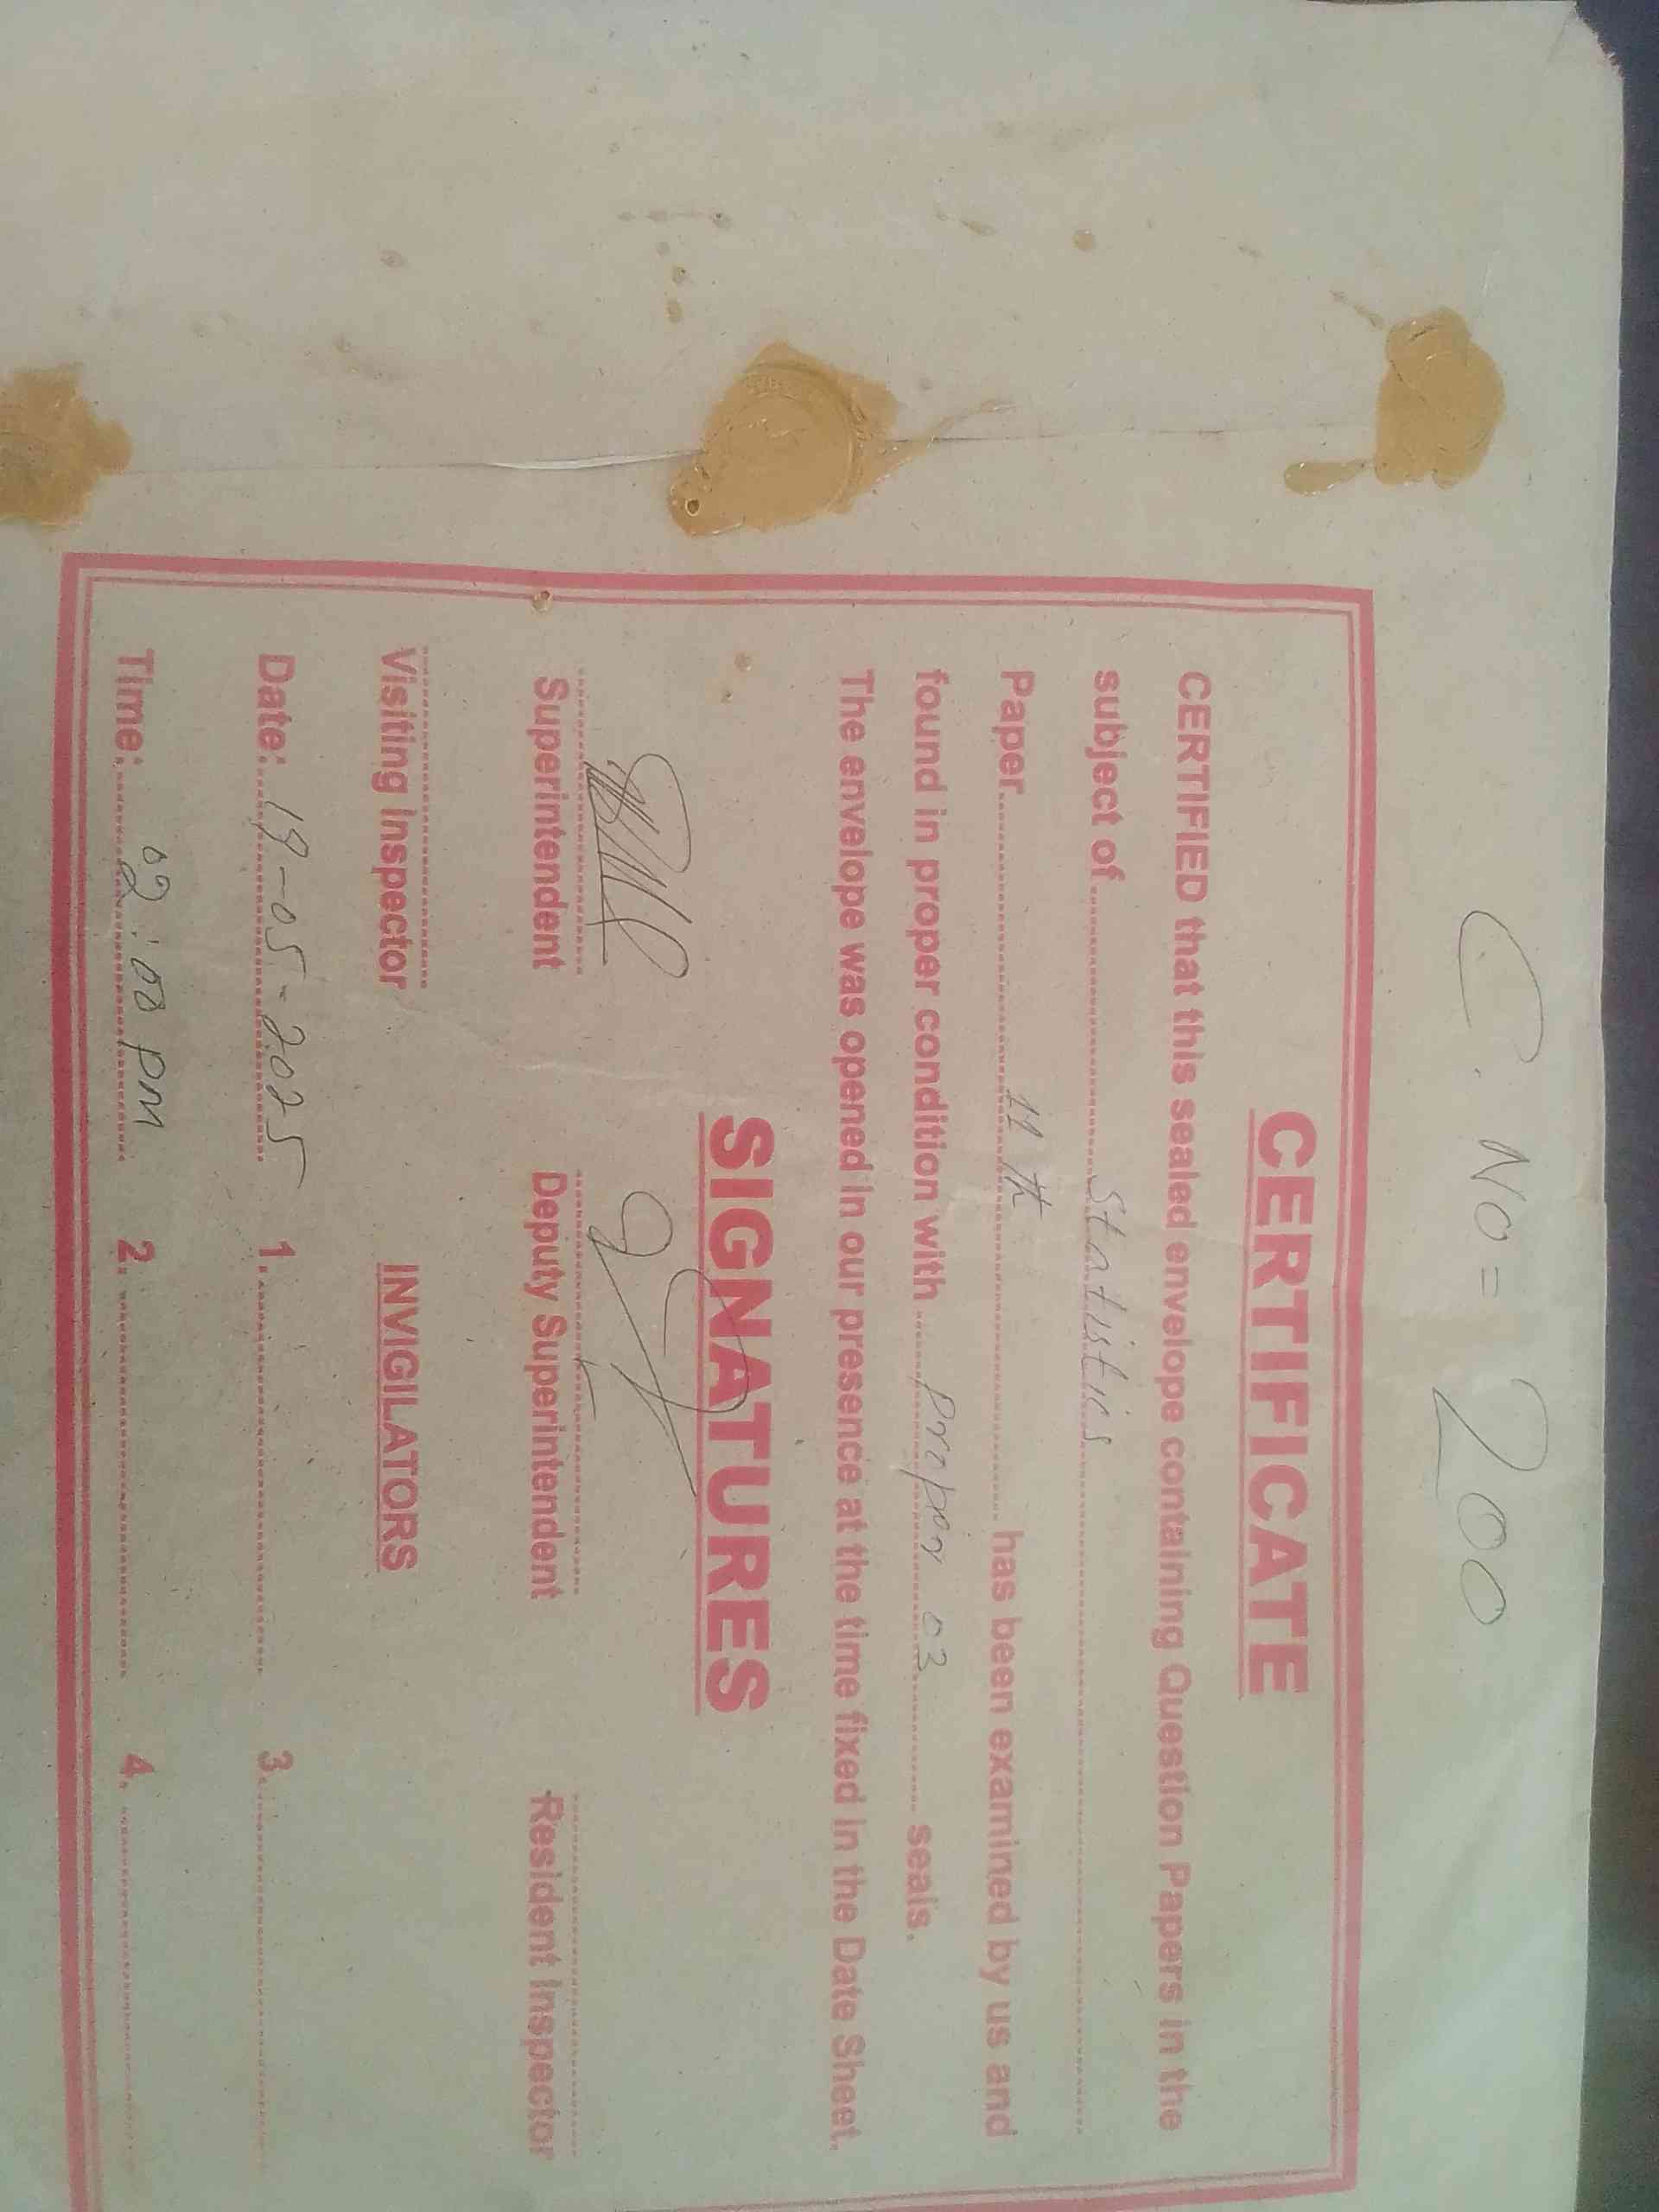 C. No = 200
CERTIFICATE
CERTIFIED that this sealed envelope containing Question Papers in the
subject of Statistics
Paper 11 th has been examined by us and
found in proper condition with 03 seals.
The envelope was opened in our presence at the time fixed in the Date Sheet.
SIGNATURES
Superintendent Deputy Superintendent Resident Inspector
Visiting Inspector INVIGILATORS
Date: 19-05-2025 1. 3.
Time: 02:00 pm 2. 4.